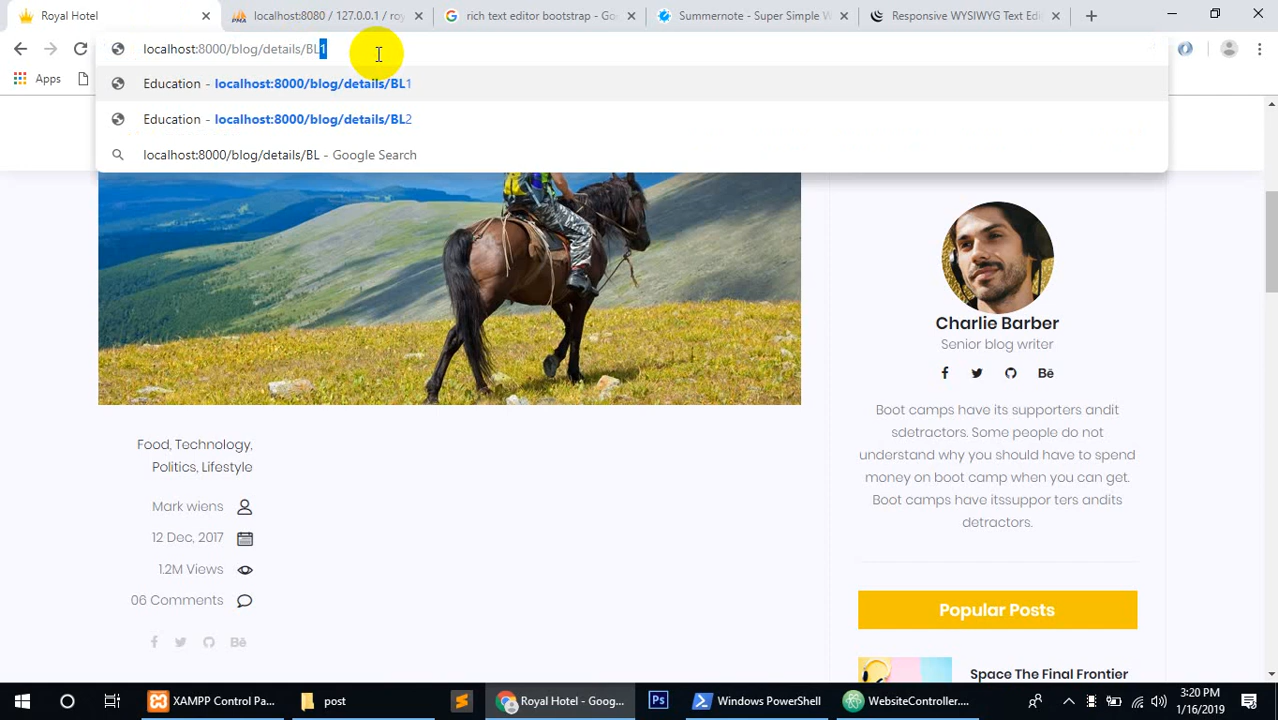 Royal Hotel
localhost:8080 / 127.0.0.1 / roy
rich text editor bootstrap - Goo
Summernote - Super Simple W
Responsive WYSIWYG Text Edi
localhost:8000/blog/details/BL1
Apps
Education - localhost:8000/blog/details/BL1
Education - localhost:8000/blog/details/BL2
localhost:8000/blog/details/BL - Google Search
Food, Technology,
Politics, Lifestyle
Mark wiens
12 Dec, 2017
1.2M Views
06 Comments
Charlie Barber
Senior blog writer
Boot camps have its supporters andit
sdetractors. Some people do not
understand why you should have to spend
money on boot camp when you can get.
Boot camps have itssuppor ters andits
detractors.
Popular Posts
Space The Final Frontier
XAMPP Control Pa...
post
Royal Hotel - Goog...
Ps
Windows PowerShell
WebsiteController....
3:20 PM
1/16/2019